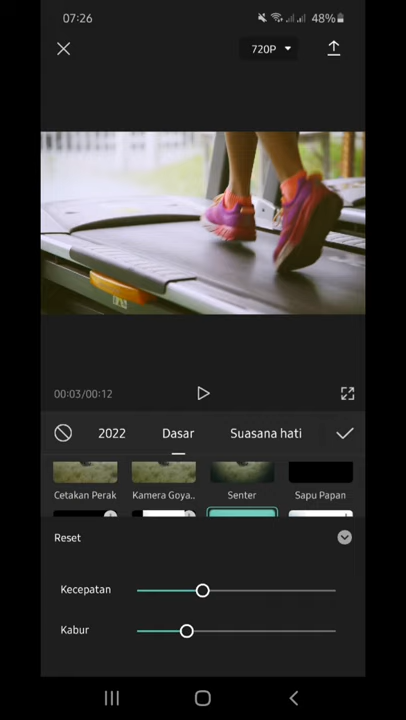 07:26
48%
720P
00:03/00:12
2022
Dasar
Suasana hati
Cetakan Perak
Kamera Goya..
Senter
Sapu Papan
Reset
Kecepatan
Kabur